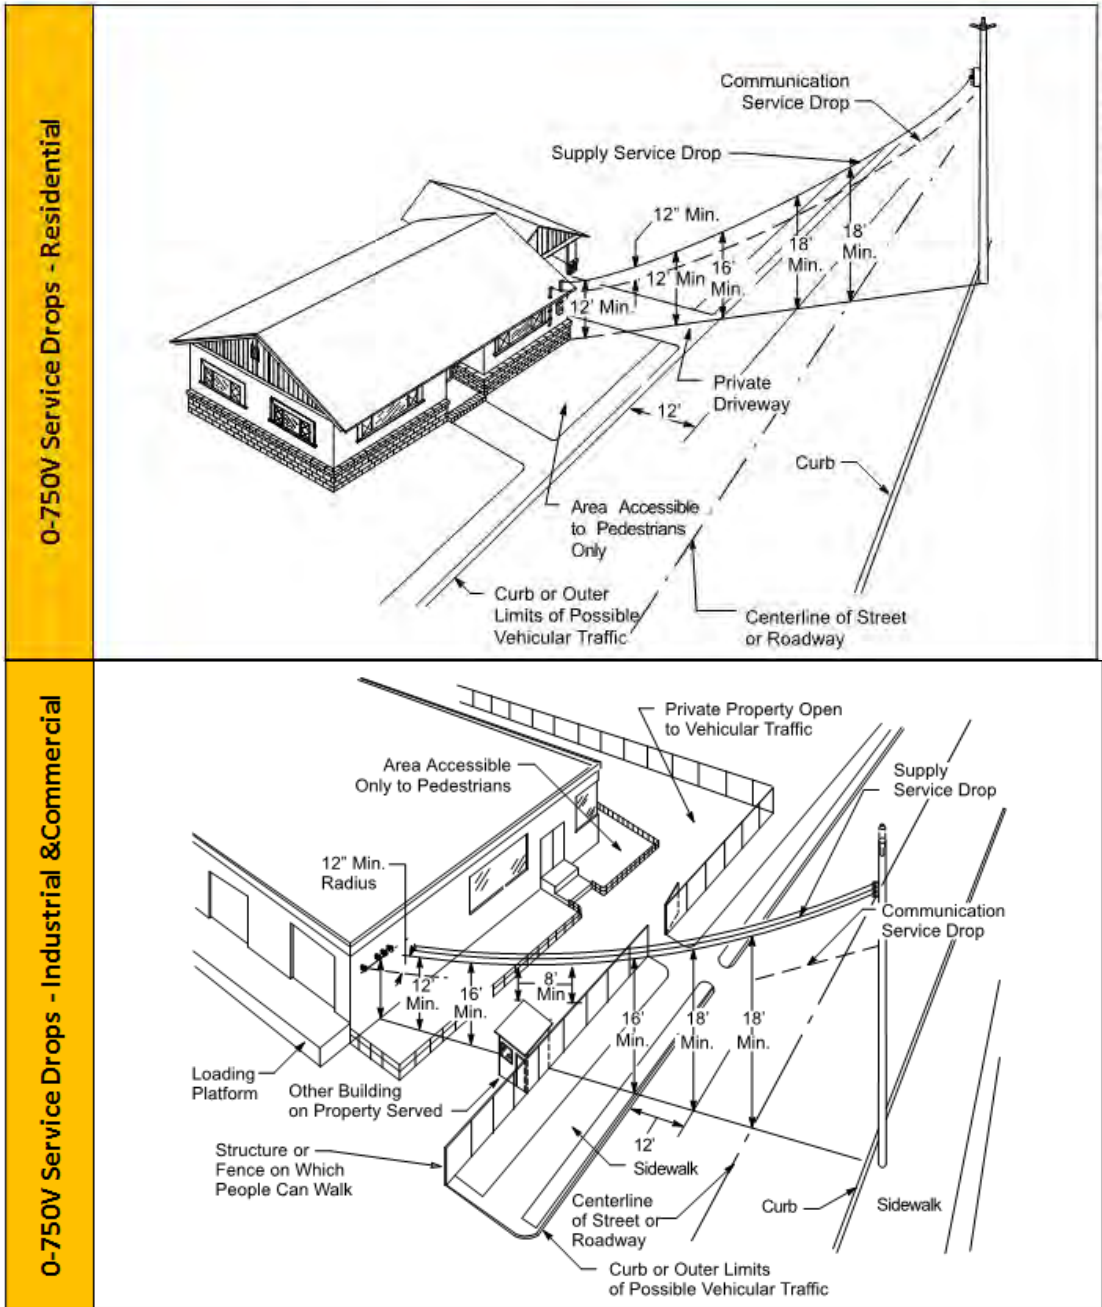 0-750V Service Drops - Residential
Communication
Service Drop
Supply Service Drop
12" Min.
12' Min.
12' Min
16'
Min.
18'
Min.
18'
Min.
Private
Driveway
12'
Curb
Area Accessible
to Pedestrians
Only
Curb or Outer
Limits of Possible
Vehicular Traffic
Centerline of Street
or Roadway
0-750V Service Drops - Industrial &Commercial
Private Property Open
to Vehicular Traffic
Area Accessible
Only to Pedestrians
Supply
Service Drop
12" Min.
Radius
Communication
Service Drop
12'
Min.
16'
Min.
8'
Min
16'
Min.
18'
Min.
18'
Min.
Loading
Platform
Other Building
on Property Served
12'
Sidewalk
Structure or
Fence on Which
People Can Walk
Centerline
of Street or
Roadway
Curb
Sidewalk
Curb or Outer Limits
of Possible Vehicular Traffic